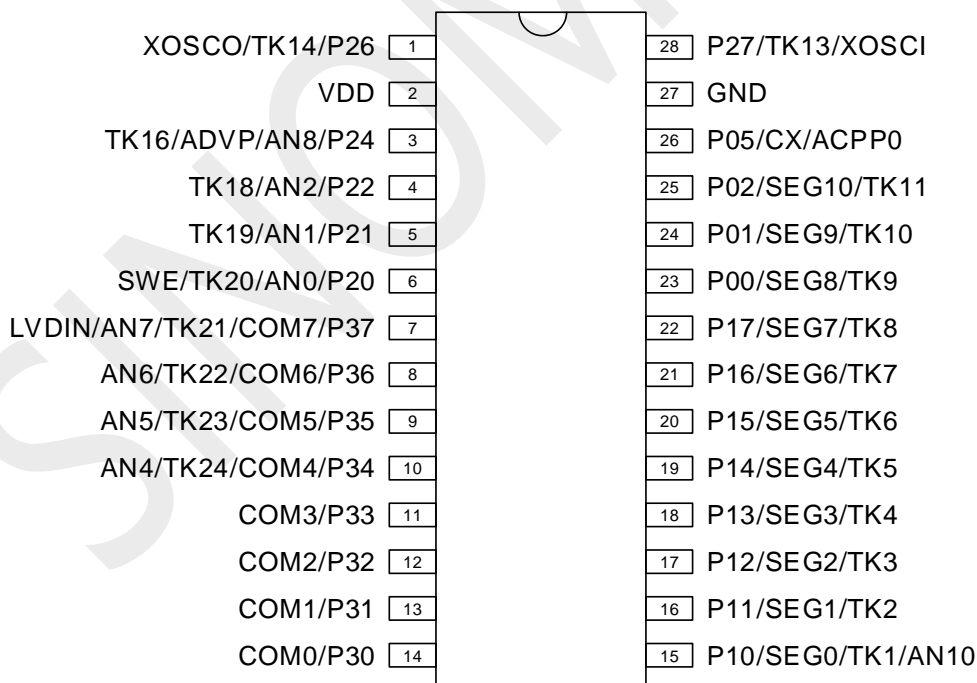 XOSCO/TK14/P26 1 28 P27/TK13/XOSCI
VDD 2 27 GND
TK16/ADVP/AN8/P24 3 26 P05/CX/ACPP0
TK18/AN2/P22 4 25 P02/SEG10/TK11
TK19/AN1/P21 5 24 P01/SEG9/TK10
SWE/TK20/AN0/P20 6 23 P00/SEG8/TK9
LVDIN/AN7/TK21/COM7/P37 7 22 P17/SEG7/TK8
AN6/TK22/COM6/P36 8 21 P16/SEG6/TK7
AN5/TK23/COM5/P35 9 20 P15/SEG5/TK6
AN4/TK24/COM4/P34 10 19 P14/SEG4/TK5
COM3/P33 11 18 P13/SEG3/TK4
COM2/P32 12 17 P12/SEG2/TK3
COM1/P31 13 16 P11/SEG1/TK2
COM0/P30 14 15 P10/SEG0/TK1/AN10